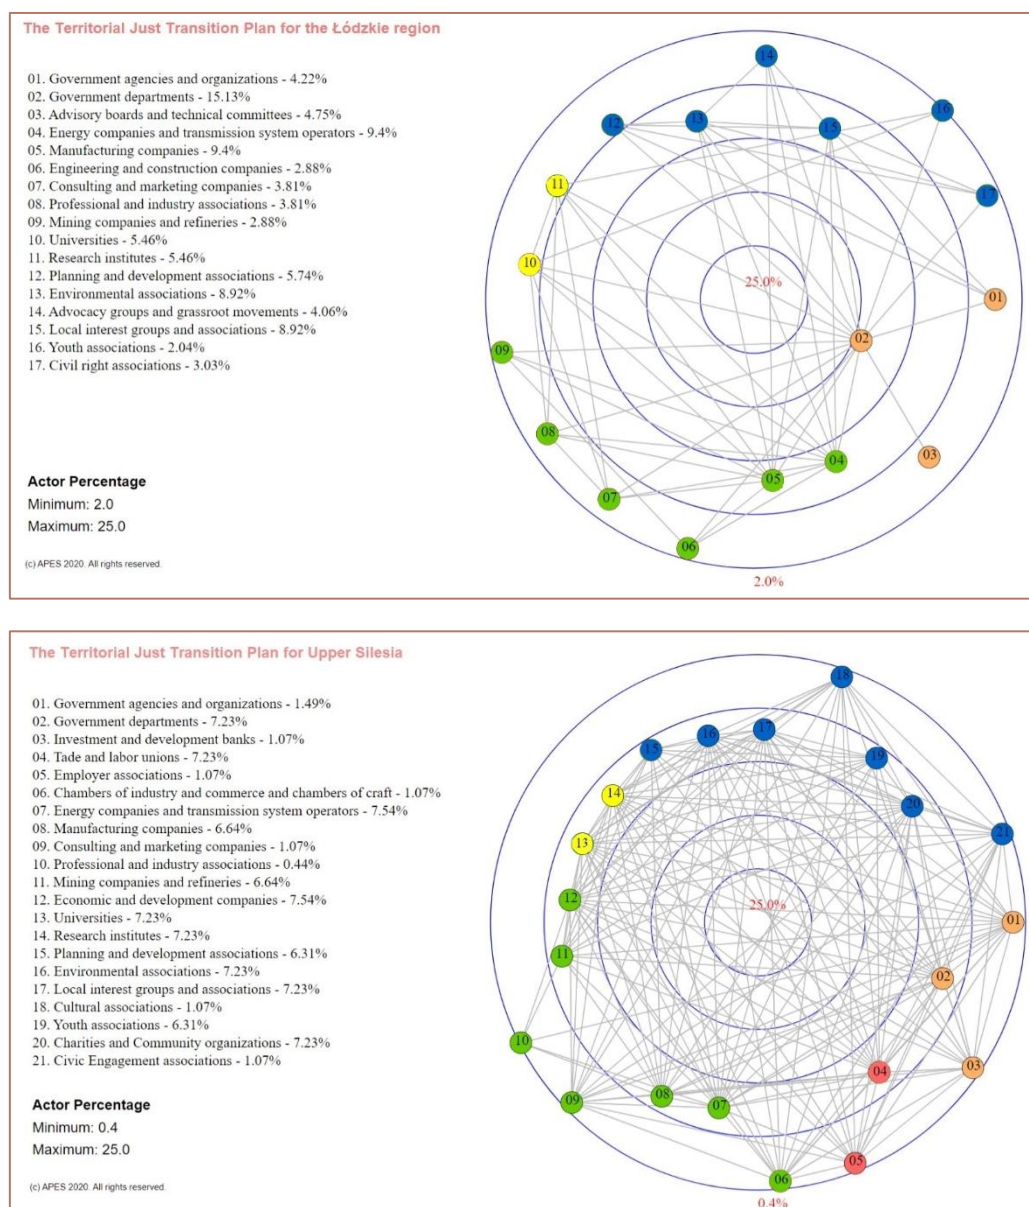 The Territorial Just Transition Plan for the Łódzkie region
01. Government agencies and organizations - 4.22%
02. Government departments - 15.13%
03. Advisory boards and technical committees - 4.75%
04. Energy companies and transmission system operators - 9.4%
05. Manufacturing companies - 9.4%
06. Engineering and construction companies - 2.88%
07. Consulting and marketing companies - 3.81%
08. Professional and industry associations - 3.81%
09. Mining companies and refineries - 2.88%
10. Universities - 5.46%
11. Research institutes - 5.46%
12. Planning and development associations - 5.74%
13. Environmental associations - 8.92%
14. Advocacy groups and grassroot movements - 4.06%
15. Local interest groups and associations - 8.92%
16. Youth associations - 2.04%
17. Civil right associations - 3.03%
Actor Percentage
Minimum: 2.0
Maximum: 25.0
(c) APES 2020. All rights reserved.
14
16
12
13
15
11
17
10
25.0%
01
02
09
08
04
03
05
07
06
2.0%
The Territorial Just Transition Plan for Upper Silesia
01. Government agencies and organizations - 1.49%
02. Government departments - 7.23%
03. Investment and development banks - 1.07%
04. Tade and labor unions - 7.23%
05. Employer associations - 1.07%
06. Chambers of industry and commerce and chambers of craft - 1.07%
07. Energy companies and transmission system operators - 7.54%
08. Manufacturing companies - 6.64%
09. Consulting and marketing companies - 1.07%
10. Professional and industry associations - 0.44%
11. Mining companies and refineries - 6.64%
12. Economic and development companies - 7.54%
13. Universities - 7.23%
14. Research institutes - 7.23%
15. Planning and development associations - 6.31%
16. Environmental associations - 7.23%
17. Local interest groups and associations - 7.23%
18. Cultural associations - 1.07%
19. Youth associations - 6.31%
20. Charities and Community organizations - 7.23%
21. Civic Engagement associations - 1.07%
Actor Percentage
Minimum: 0.4
Maximum: 25.0
(c) APES 2020. All rights reserved.
18
17
16
15
19
14
20
21
13
12
25.0%
01
11
02
10
03
04
08
07
09
05
06
0.4%